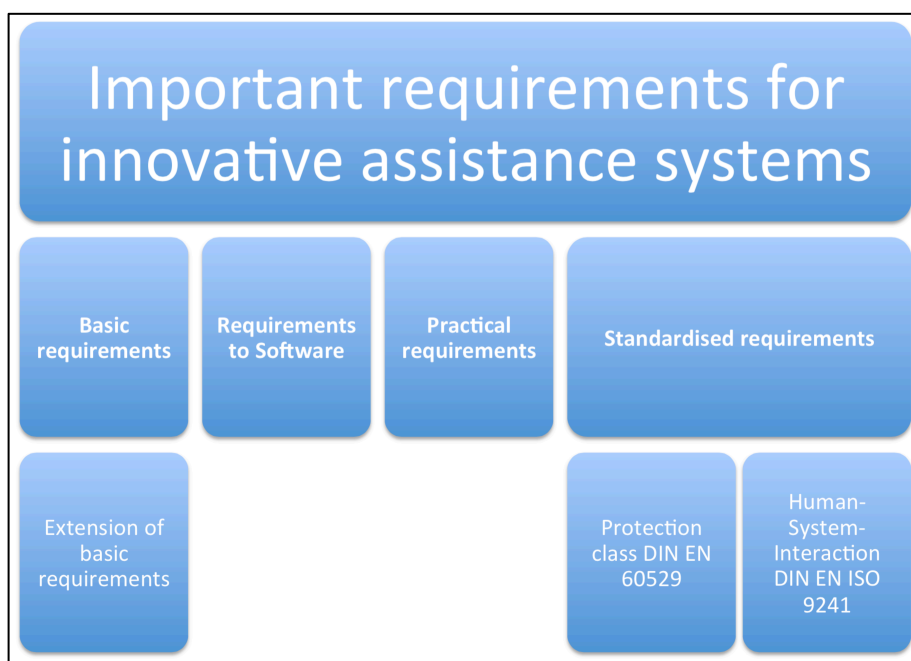 Important requirements for
innovative assistance systems
Basic
requirements
Requirements
to Software
Practical
requirements
Standardised requirements
Extension of
basic
requirements
Protection
class DIN EN
60529
Human-
System-
Interaction
DIN EN ISO
9241